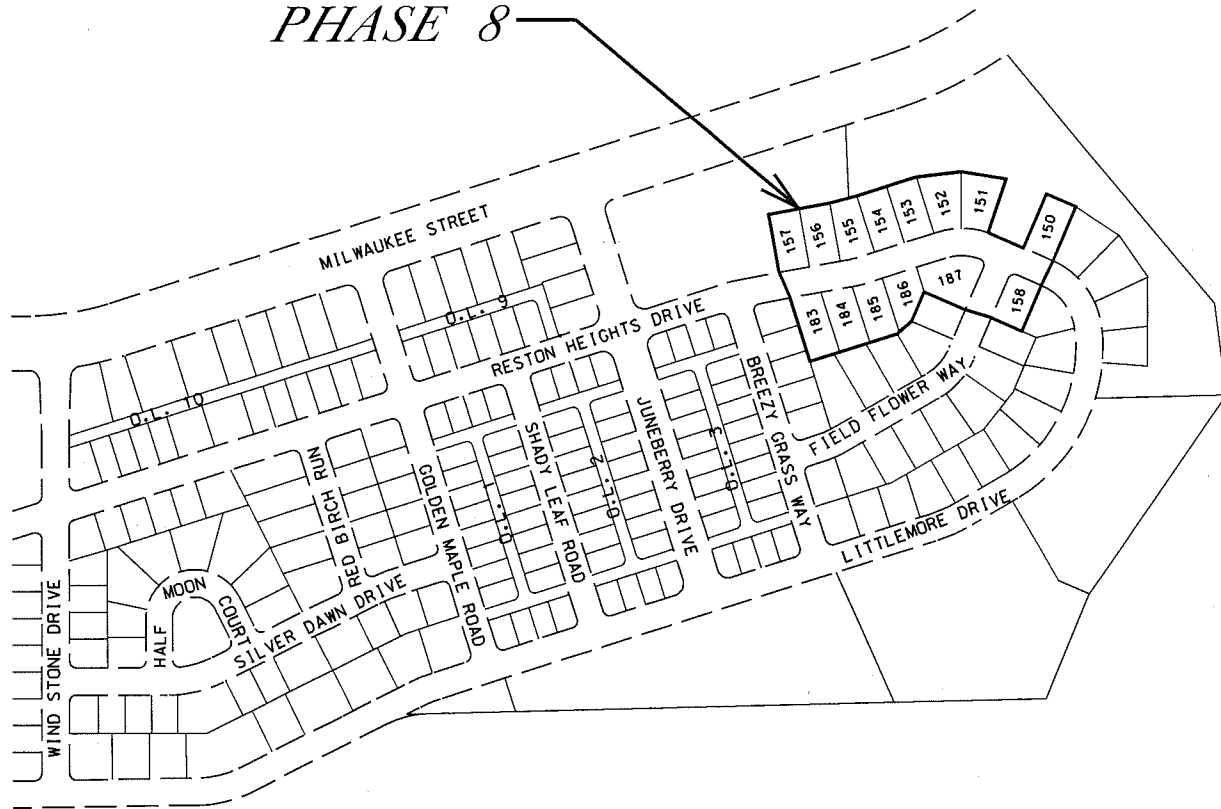 PHASE 8
MILWAUKEE STREET
157
156
155
154
153
152
151
150
187
158
183
184
185
186
O.L. 9
RESTON HEIGHTS DRIVE
O.L. 10
BREEZY GRASS WAY
FIELD FLOWER WAY
JUNEBERRY DRIVE
O.L. 3
SHADY LEAF ROAD
O.L. 2
GOLDEN MAPLE ROAD
O.L. 1
RED BIRCH RUN
LITTLEMORE DRIVE
HALF MOON COURT
SILVER DAWN DRIVE
WIND STONE DRIVE